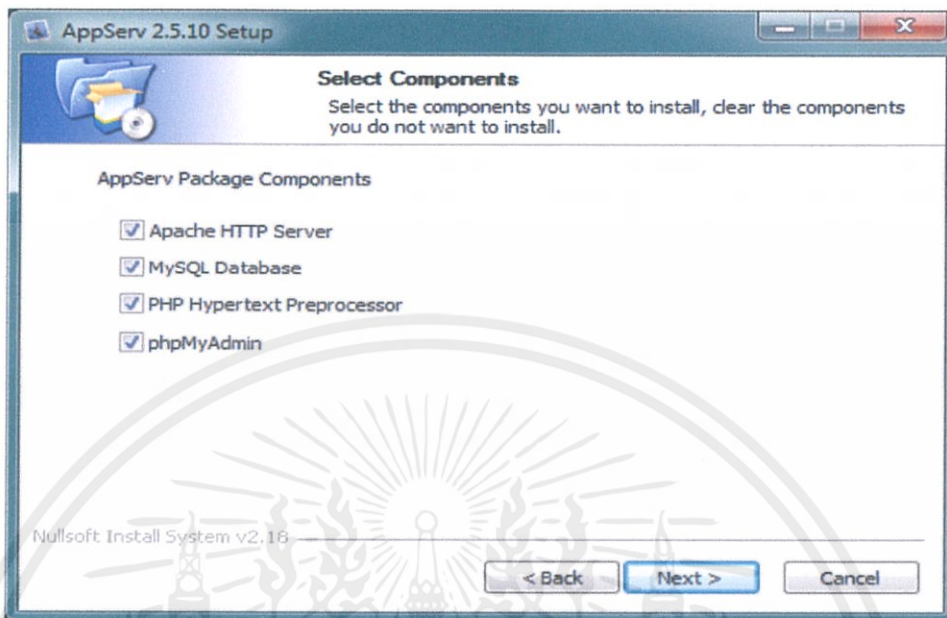 AppServ 2.5.10 Setup
Select Components
Select the components you want to install, clear the components
you do not want to install.
AppServ Package Components
Apache HTTP Server
MySQL Database
PHP Hypertext Preprocessor
phpMyAdmin
Nullsoft Install System v2.18
< Back
Next >
Cancel